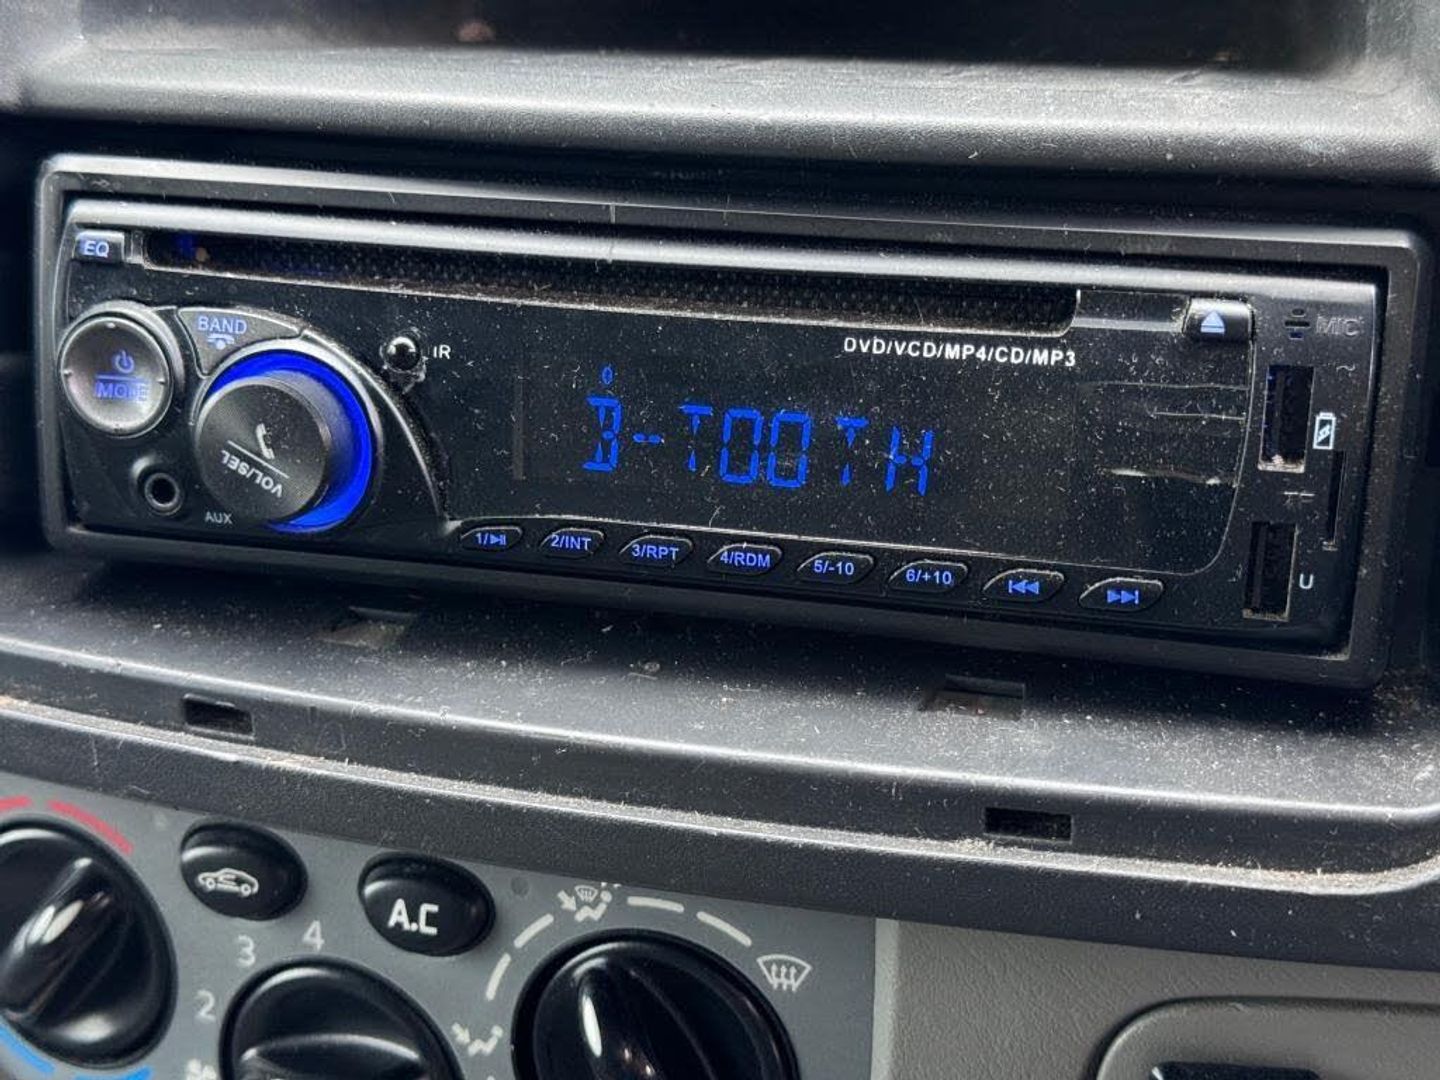 EQ
BAND
MIC
MODE
IR
DVD/VCD/MP4/CD/MP3
B-TOOTH
VOL/SEL
AUX
TF
1/
2/INT
3/RPT
4/RDM
5/-10
6/+10
U
A.C
2
3
4